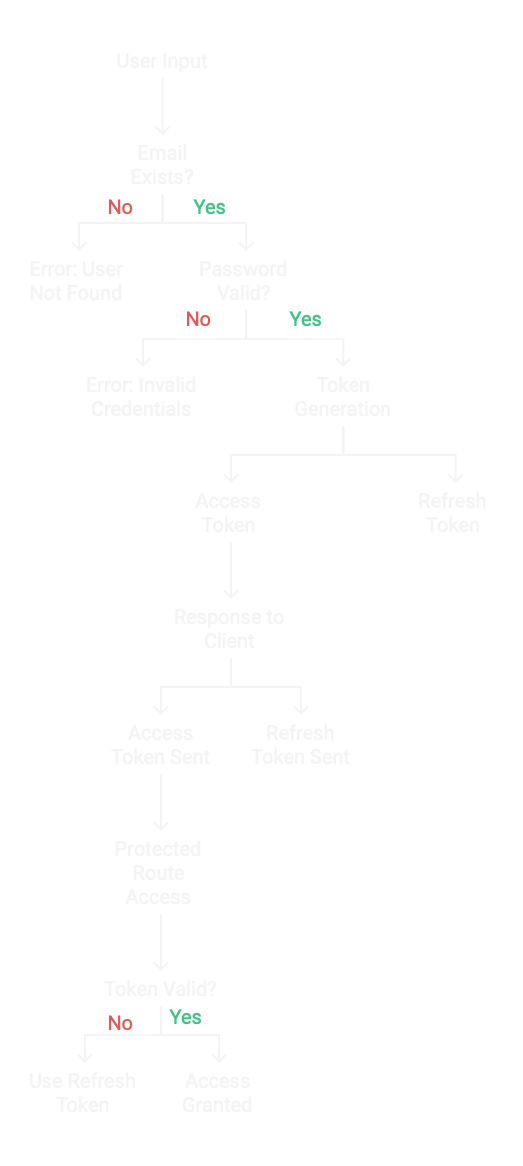 User Input
Email
Exists?
No
Yes
Error: User
Not Found
Password
Valid?
No
Yes
Error: Invalid
Credentials
Token
Generation
Access
Token
Refresh
Token
Response to
Client
Access
Token Sent
Refresh
Token Sent
Protected
Route
Access
Token Valid?
No
Yes
Use Refresh
Token
Access
Granted